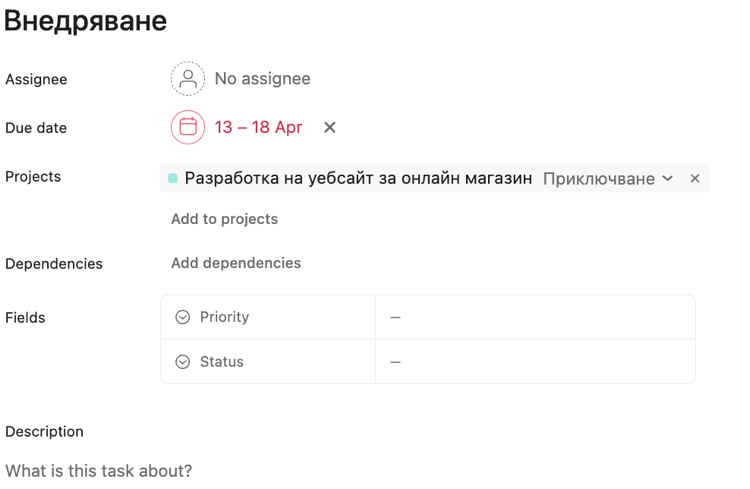 Внедряване
Assignee No assignee
Due date 13 – 18 Apr
Projects Разработка на уебсайт за онлайн магазин Приключване
Add to projects
Dependencies Add dependencies
Fields Priority —
Status —
Description
What is this task about?